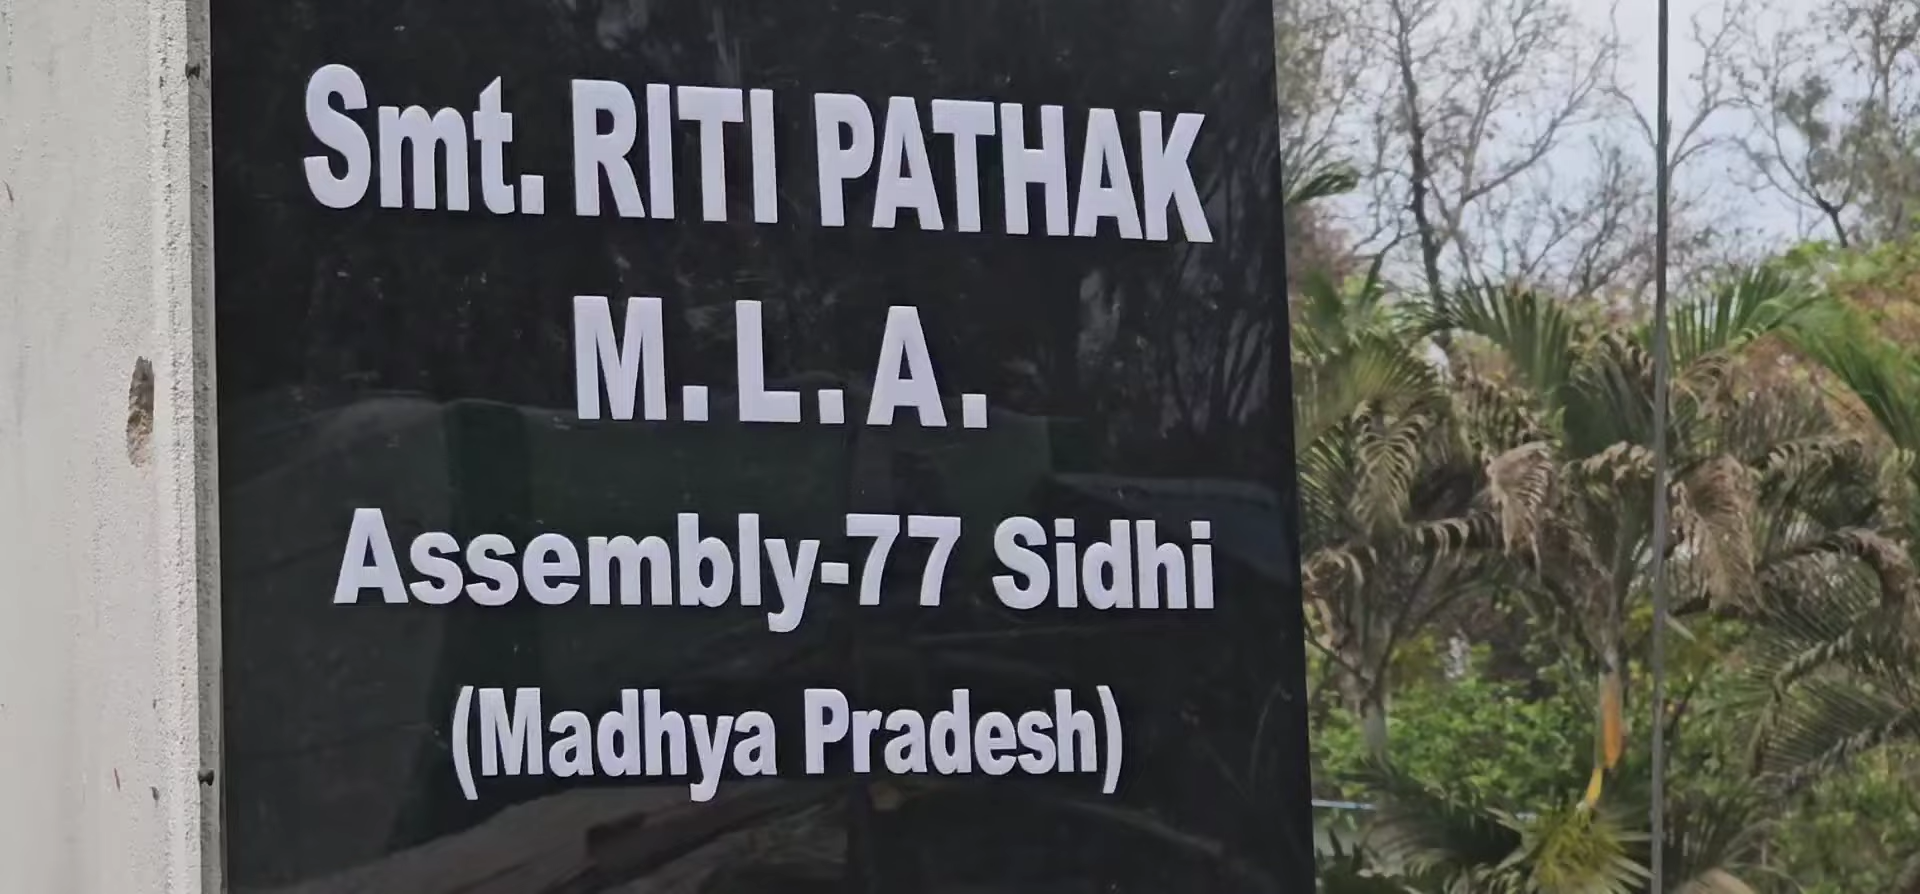 Smt. RITI PATHAK
M.L.A.
Assembly-77 Sidhi
(Madhya Pradesh)